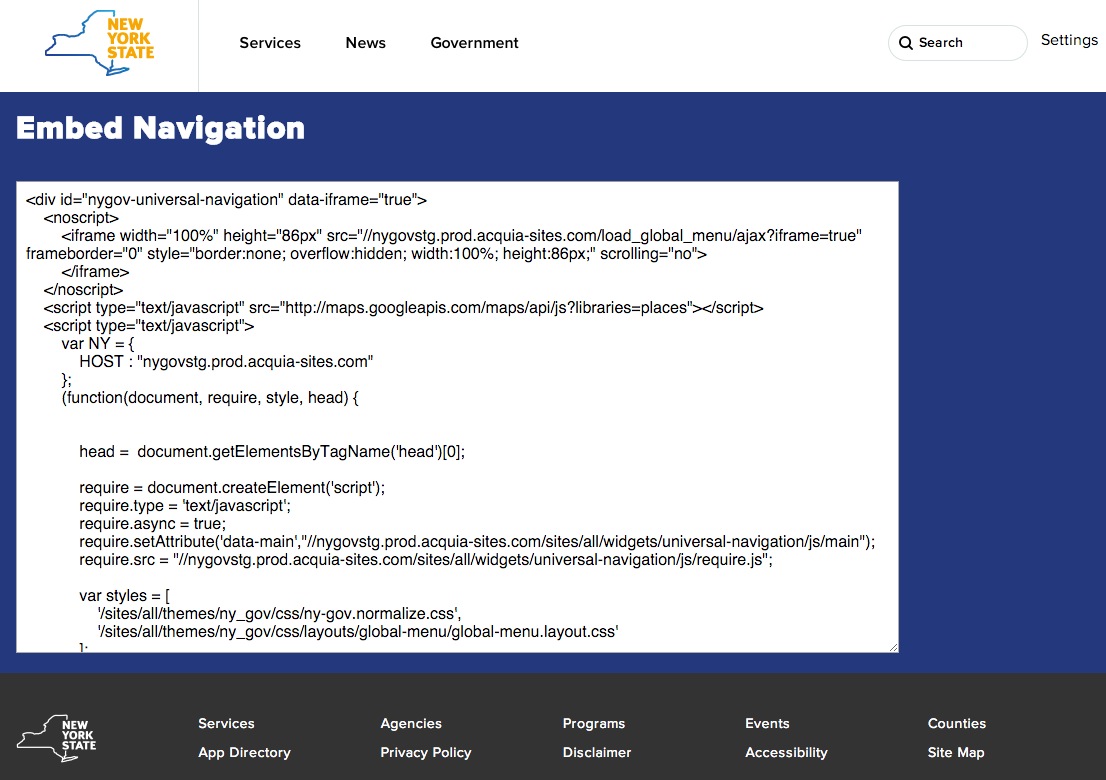 NEW
YORK
STATE
Services News Government
Search
Settings
Embed Navigation
<div id="nygov-universal-navigation" data-iframe="true">
<noscript>
<iframe width="100%" height="86px" src="//nygovstg.prod.acquia-sites.com/load_global_menu/ajax?iframe=true"
frameborder="0" style="border:none; overflow:hidden; width:100%; height:86px;" scrolling="no">
</iframe>
</noscript>
<script type="text/javascript" src="http://maps.googleapis.com/maps/api/js?libraries=places"></script>
<script type="text/javascript">
var NY = {
HOST : "nygovstg.prod.acquia-sites.com"
};
(function(document, require, style, head) {
head =  document.getElementsByTagName('head')[0];
require = document.createElement('script');
require.type = 'text/javascript';
require.async = true;
require.setAttribute('data-main',"//nygovstg.prod.acquia-sites.com/sites/all/widgets/universal-navigation/js/main");
require.src = "//nygovstg.prod.acquia-sites.com/sites/all/widgets/universal-navigation/js/require.js";
var styles = [
'/sites/all/themes/ny_gov/css/ny-gov.normalize.css',
'/sites/all/themes/ny_gov/css/layouts/global-menu/global-menu.layout.css'
];
NEW
YORK
STATE
Services Agencies Programs Events Counties
App Directory Privacy Policy Disclaimer Accessibility Site Map